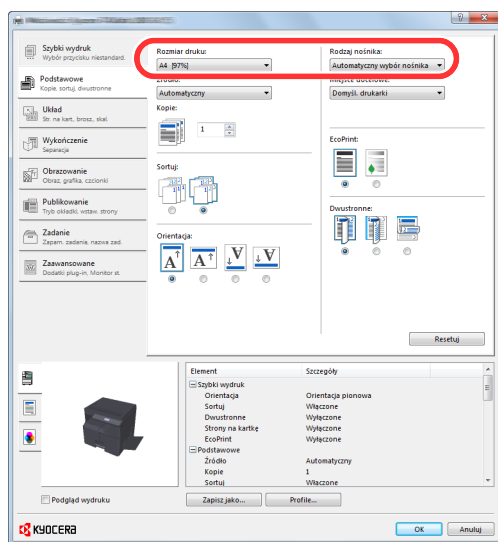 Szybki wydruk
Wybór przycisku niestandard.
Podstawowe
Kopie, sortuj, dwustronne
Układ
Str. na kart, brosz., skal.
Wykończenie
Separacja
Obrazowanie
Obraz, grafika, czcionki
Publikowanie
Tryb okładki, wstaw. strony
Zadanie
Zapam. zadania, nazwa zad.
Zaawansowane
Dodatki plug-in, Monitor st.
Rozmiar druku:
A4 [97%]
Źródło:
Automatyczny
Kopie:
1
Sortuj:
Orientacja:
Rodzaj nośnika:
Automatyczny wybór nośnika
Miejsce docelowe:
Domyśl. drukarki
EcoPrint:
Dwustronne:
Resetuj
Element Szczegóły
Szybki wydruk
Orientacja Orientacja pionowa
Sortuj Włączone
Dwustronne Wyłączone
Strony na kartkę Wyłączone
EcoPrint Wyłączone
Podstawowe
Źródło Automatyczny
Kopie 1
Sortuj Włączone
Podgląd wydruku
Zapisz jako...
Profile...
KYOCERA
OK
Anuluj